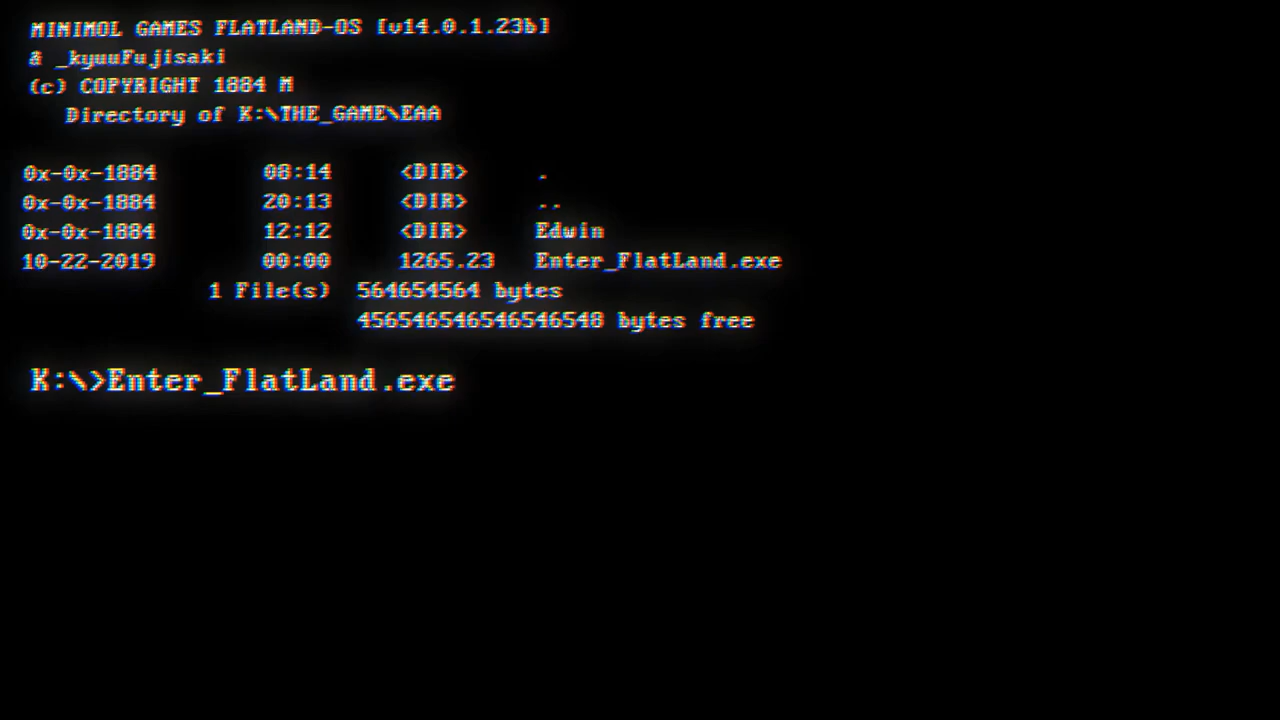 MINIMOL GAMES FLATLAND-OS [v14.0.1.23b]
& _kyuuFujisaki
(c) COPYRIGHT 1884 M
Directory of K:\THE_GAME\EAA
0x-0x-1884 08:14 <DIR> .
0x-0x-1884 20:13 <DIR> ..
0x-0x-1884 12:12 <DIR> Edwin
10-22-2019 00:00 1265.23 Enter_FlatLand.exe
1 File(s) 564654564 bytes
456546546546546548 bytes free
K:\>Enter_FlatLand.exe